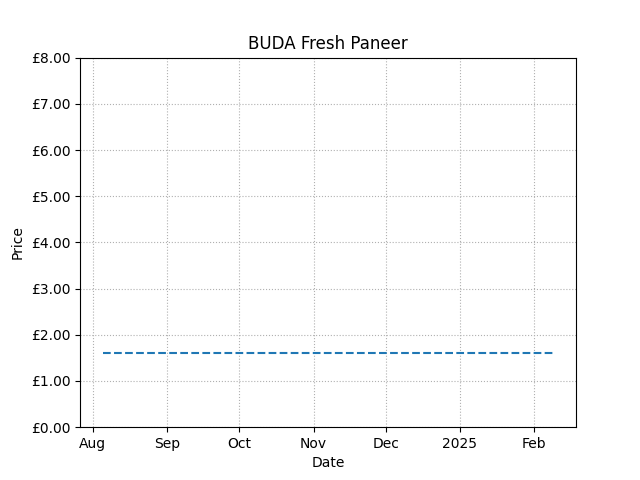 BUDA Fresh Paneer
£8.00
£7.00
£6.00
£5.00
£4.00
£3.00
£2.00
£1.00
£0.00
Price
Aug Sep Oct Nov Dec 2025 Feb
Date